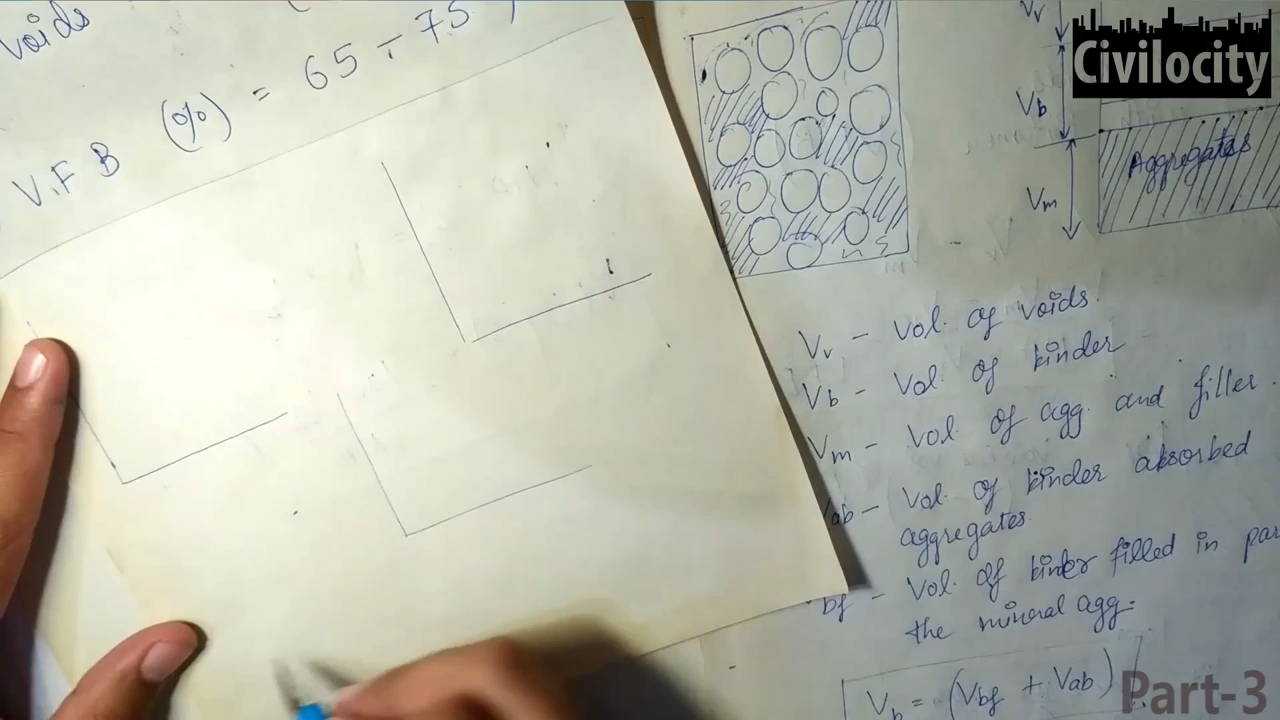 voids
V.F B (%) = 65 - 75
Civilocity
Vv
Vb
Aggregates
Vm
Vv - Vol. of voids.
Vb - Vol. of binder
Vm - Vol. of agg. and filler.
Vab - Vol. of binder absorbed
aggregates.
bf - Vol. of binder filled in par
the mineral agg.
Vb = (Vbf + Vab)
Part-3